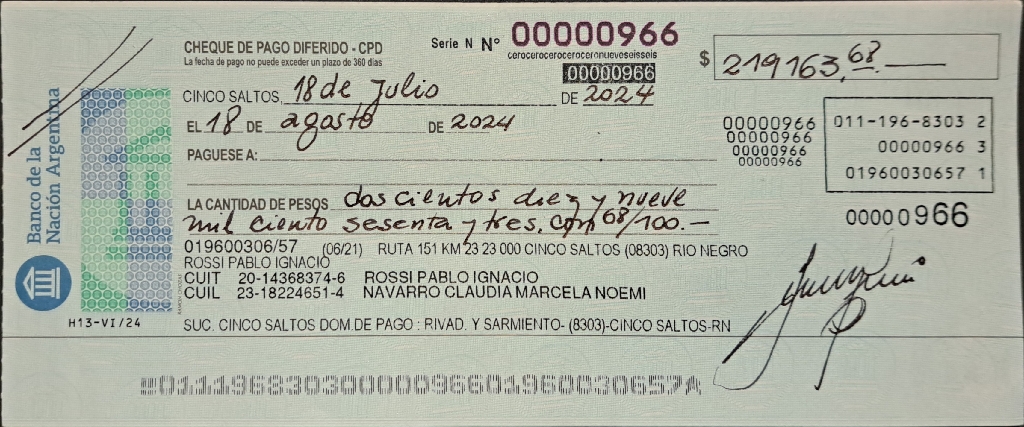 CHEQUE DE PAGO DIFERIDO - CPD
La fecha de pago no puede exceder un plazo de 360 días
Serie N Nº 00000966
ceroceroceroceroceronueveseisseis
00000966
$ 219163,68.—
CINCO SALTOS, 18 de Julio DE 2024
EL 18 DE agosto DE 2024
PAGUESE A:
00000966
00000966
00000966
00000966
011-196-8303 2
00000966 3
01960030657 1
00000966
LA CANTIDAD DE PESOS doscientos diez y nueve
mil ciento sesenta y tres, con 68/100.-
019600306/57 (06/21) RUTA 151 KM 23 23 000 CINCO SALTOS (08303) RIO NEGRO
ROSSI PABLO IGNACIO
CUIT 20-14368374-6 ROSSI PABLO IGNACIO
CUIL 23-18224651-4 NAVARRO CLAUDIA MARCELA NOEMI
SUC. CINCO SALTOS DOM.DE PAGO : RIVAD. Y SARMIENTO- (8303)-CINCO SALTOS-RN
Banco de la
Nación Argentina
H13-VI/24
01119683030000096601960030657